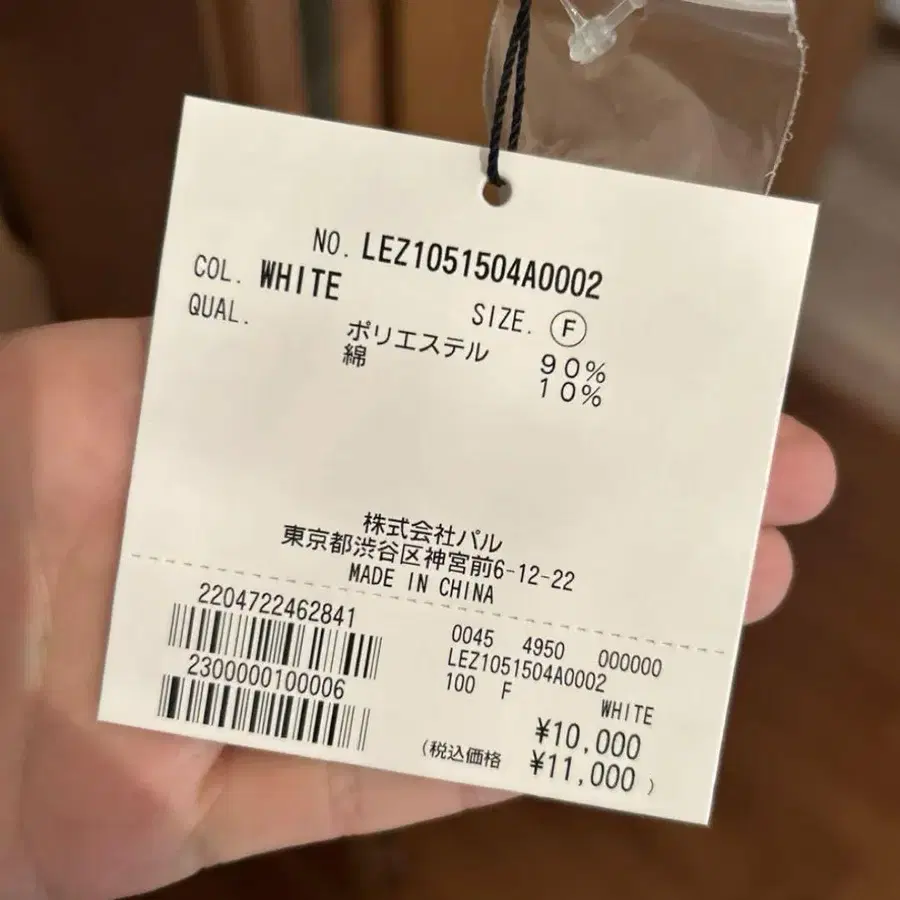 NO. LEZ1051504A0002
COL. WHITE
SIZE. F
QUAL.
ポリエステル 90%
綿 10%
株式会社パル
東京都渋谷区神宮前6-12-22
MADE IN CHINA
2204722462841
2300000100006
0045 4950 000000
LEZ1051504A0002
100 F
WHITE
¥10,000
(税込価格 ¥11,000 )